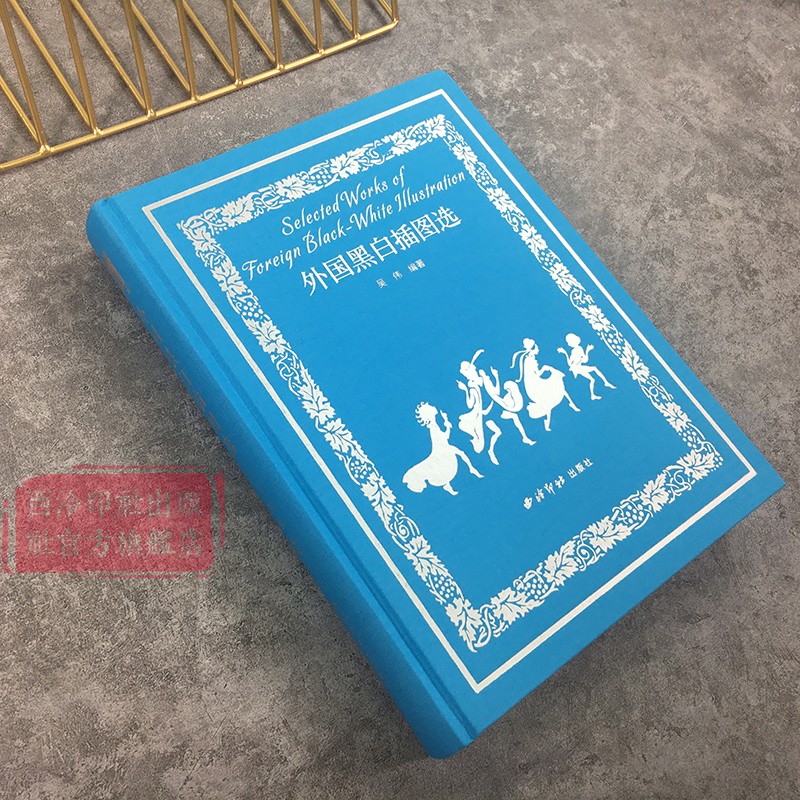 Selected Works of
Foreign Black-White Illustration
外国黑白插图选
吴 伟 编著
西泠印社 出版社
西泠印社出版
社官方旗舰店